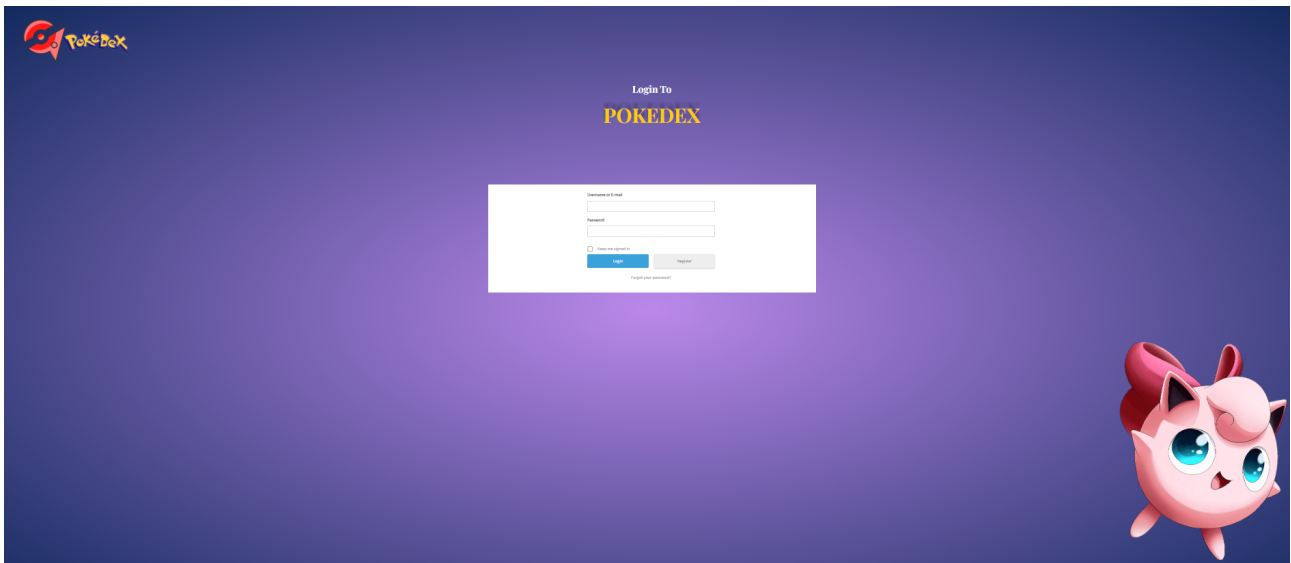 PokéDex
Login To
POKEDEX
Username or E-mail
Password
Keep me signed in
Login
Register
Forgot your password?